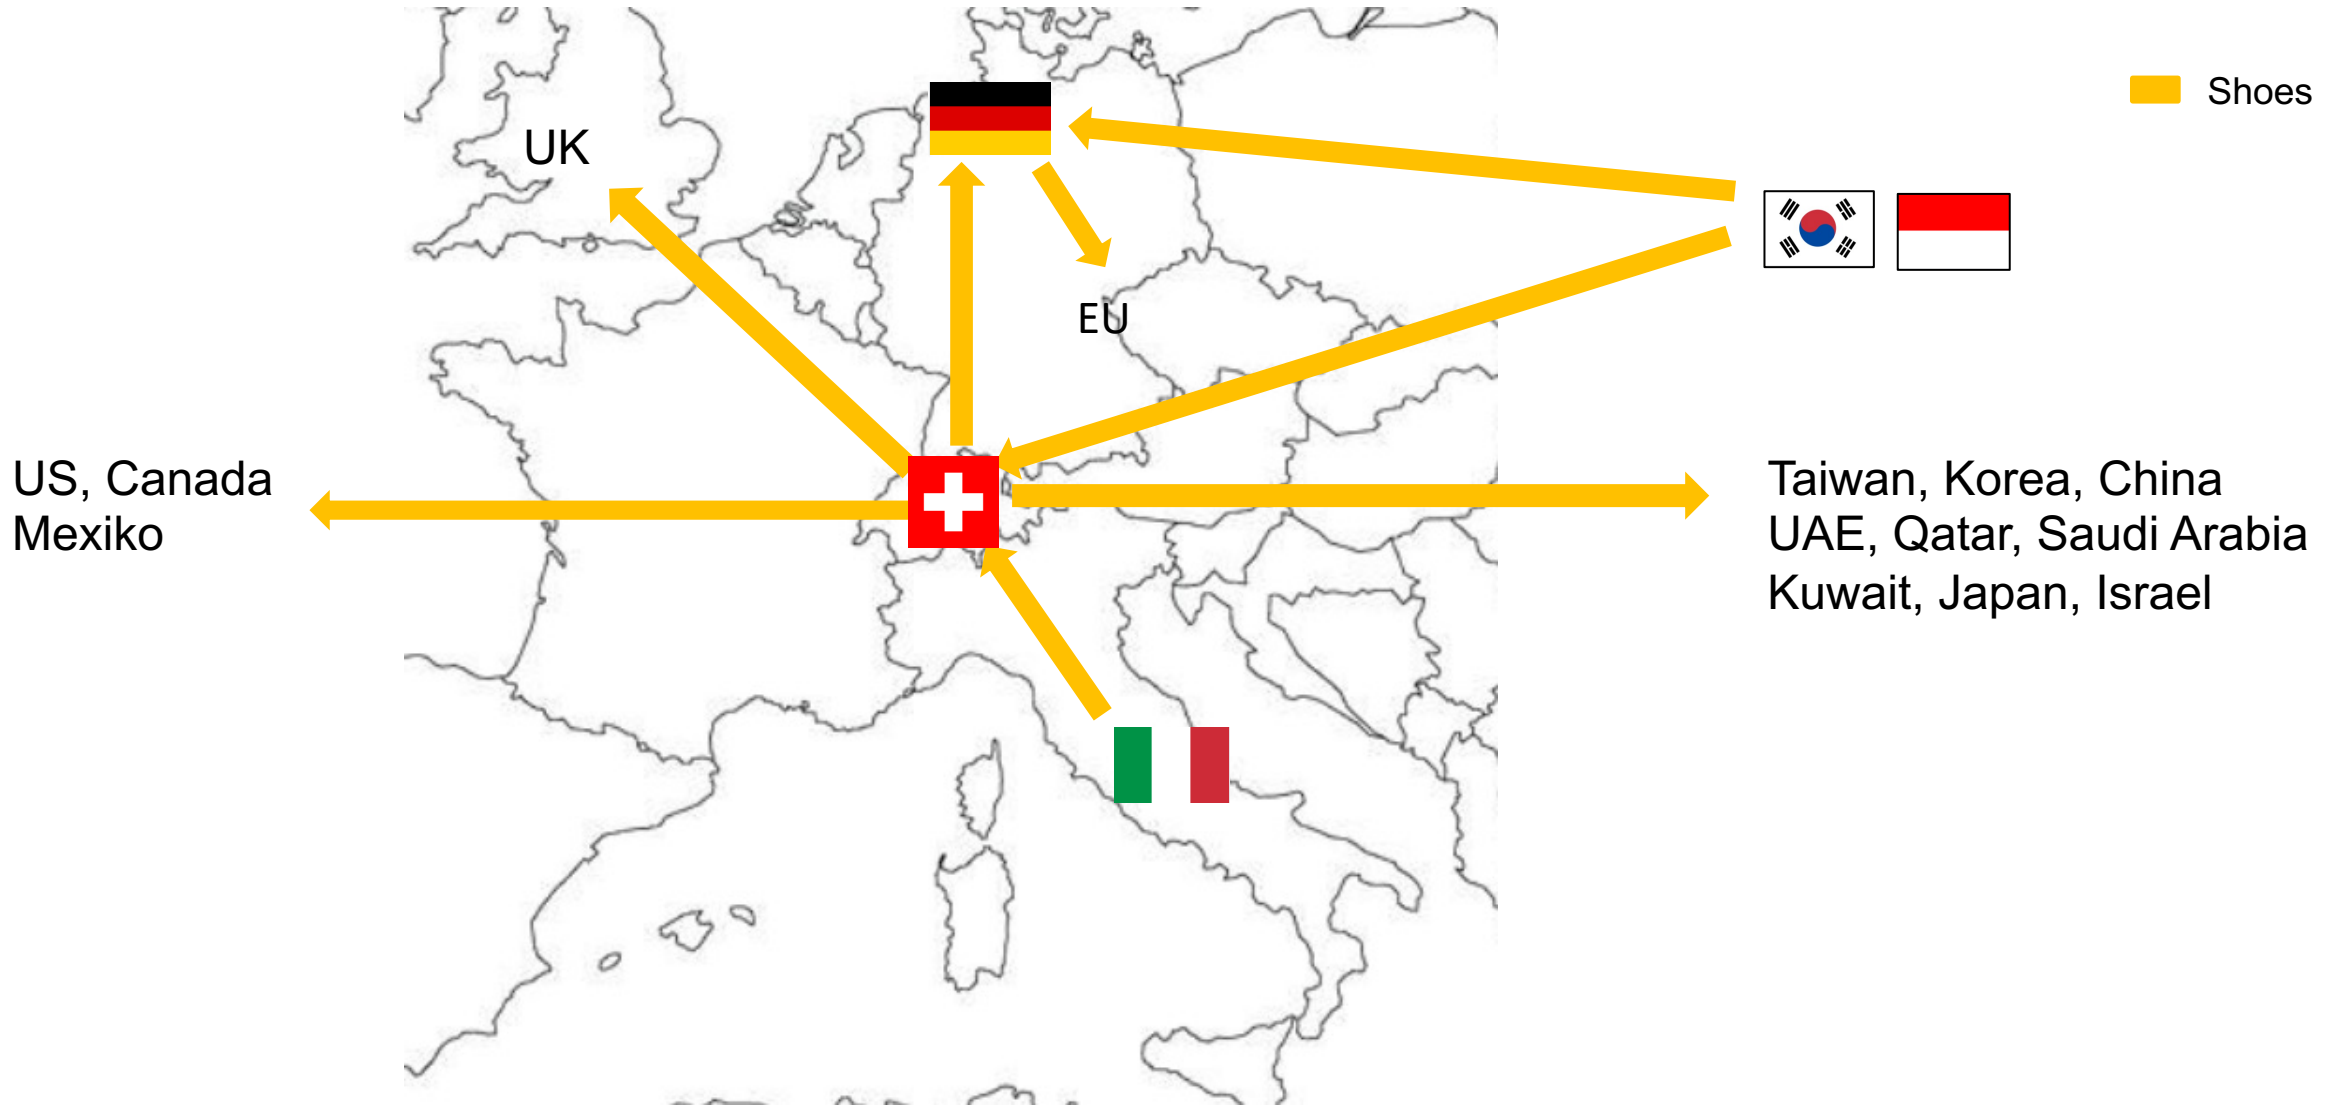 Shoes
UK
EU
US, Canada
Mexiko
Taiwan, Korea, China
UAE, Qatar, Saudi Arabia
Kuwait, Japan, Israel